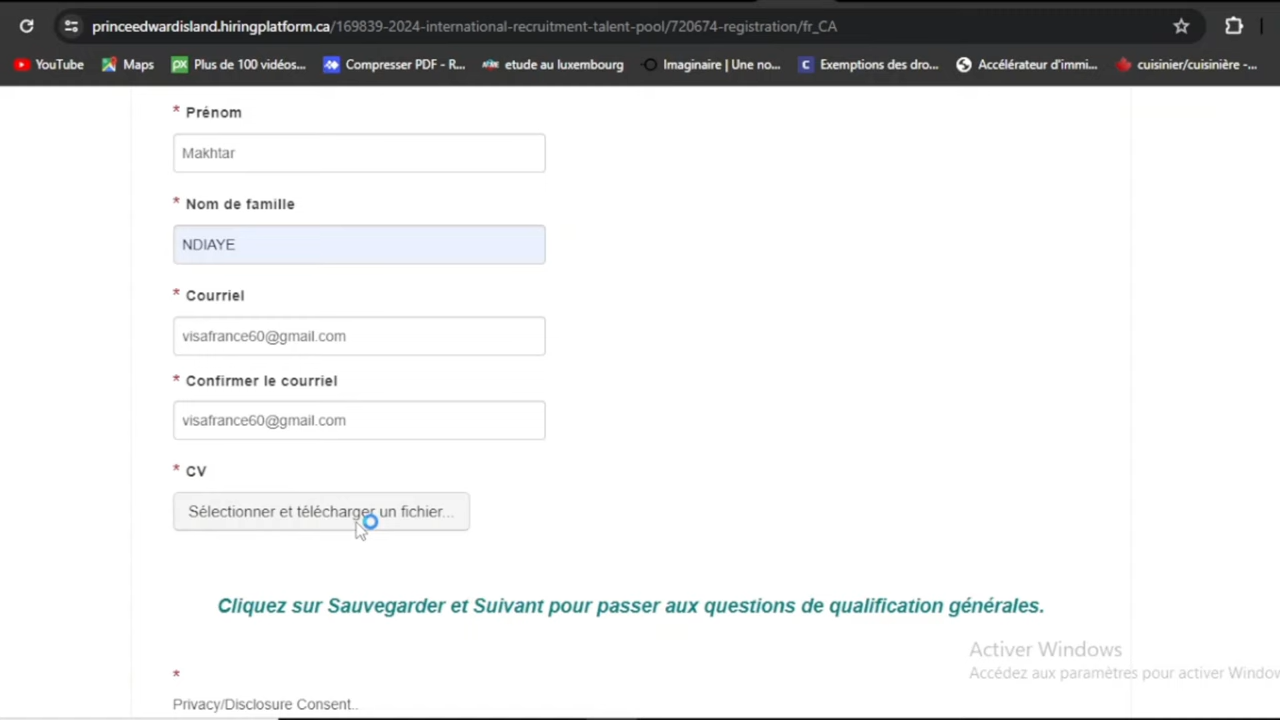 princeedwardisland.hiringplatform.ca/169839-2024-international-recruitment-talent-pool/720674-registration/fr_CA
YouTube Maps Plus de 100 vidéos... Compresser PDF - R... etude au luxembourg Imaginaire | Une no... C Exemptions des dro... Accélérateur d'immi... cuisinier/cuisinière -...
* Prénom
Makhtar
* Nom de famille
NDIAYE
* Courriel
visafrance60@gmail.com
* Confirmer le courriel
visafrance60@gmail.com
* CV
Sélectionner et télécharger un fichier...
Cliquez sur Sauvegarder et Suivant pour passer aux questions de qualification générales.
Activer Windows
Accédez aux paramètres pour activer Window
*
Privacy/Disclosure Consent..